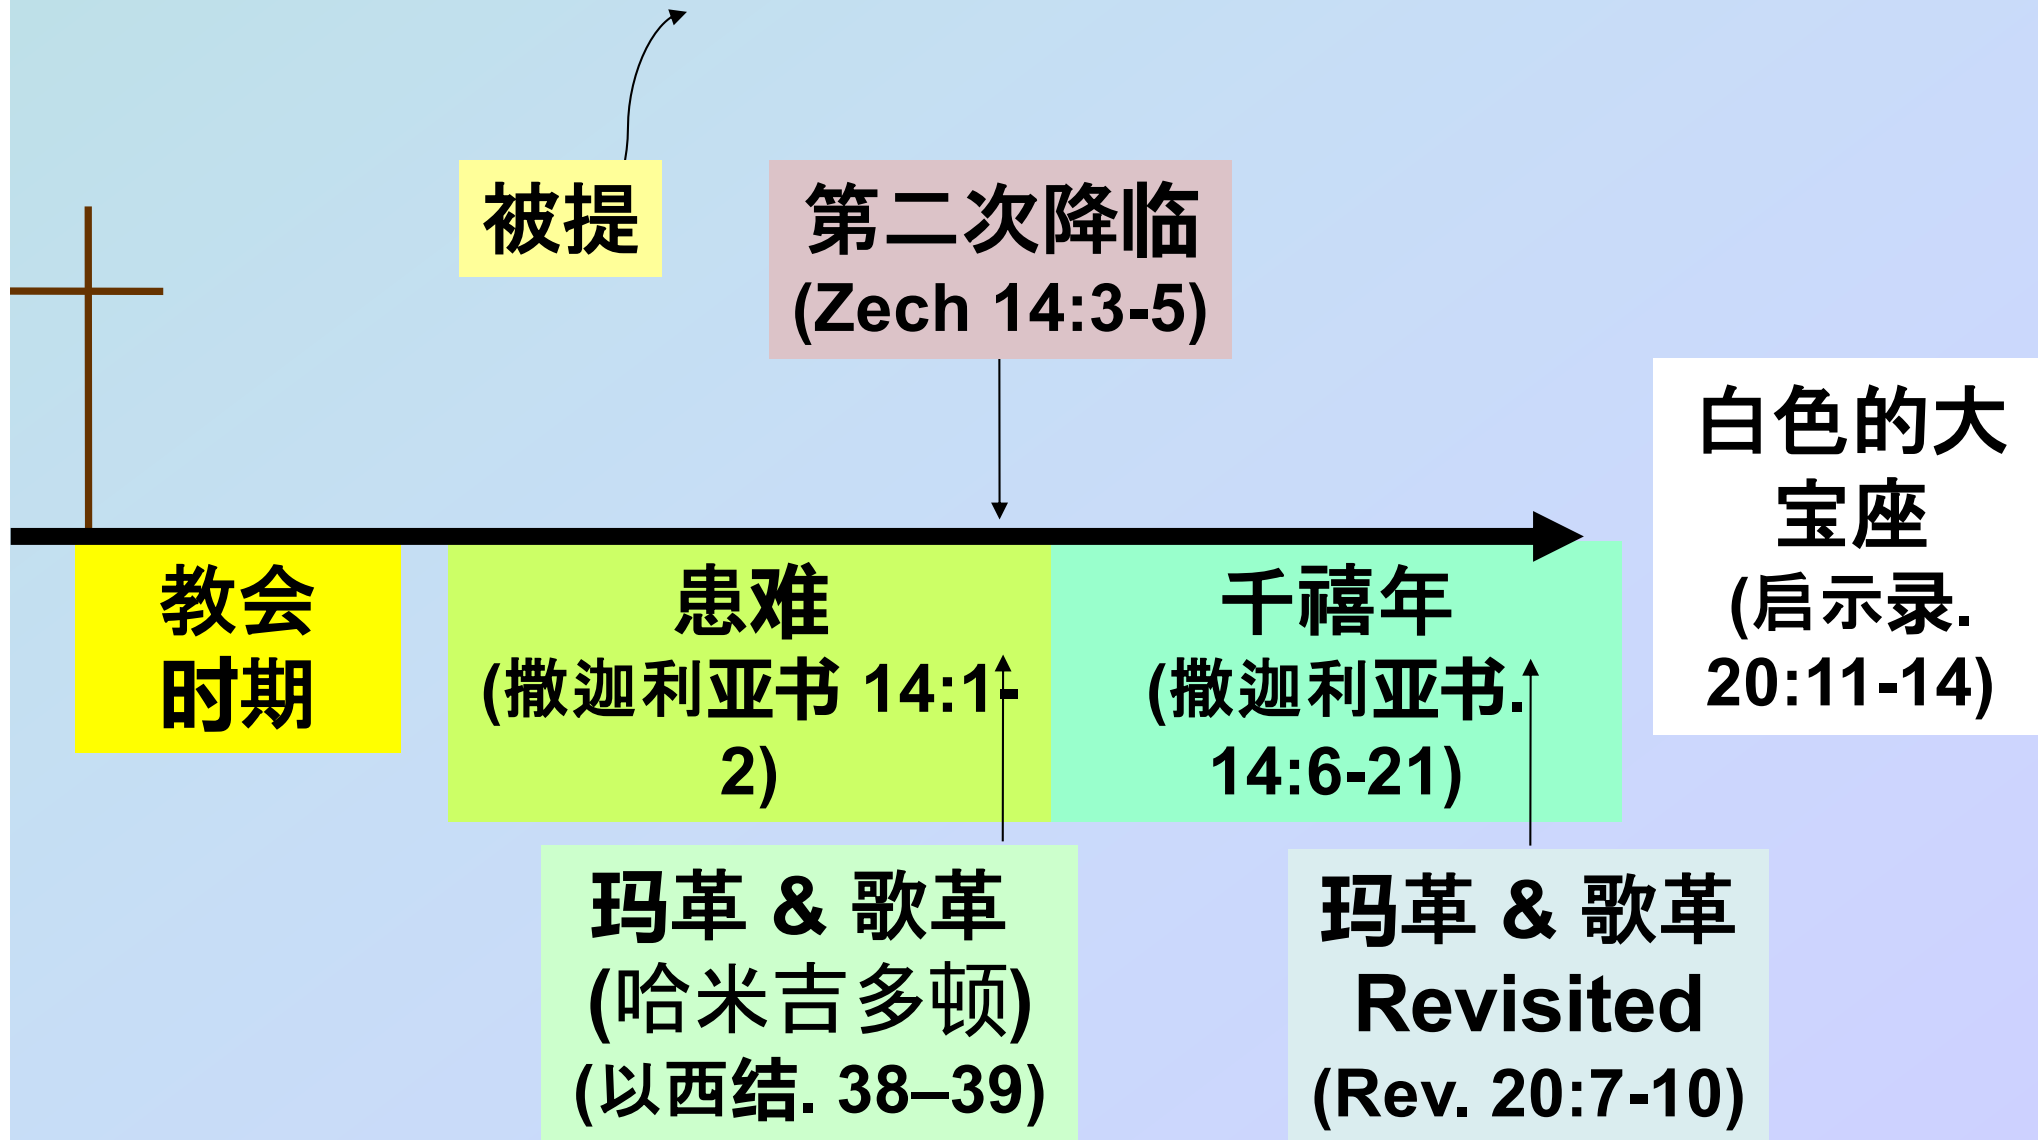 被提
第二次降临
(Zech 14:3-5)
白色的大
宝座
(启示录.
20:11-14)
教会
时期
患难
(撒迦利亚书 14:1-
2)
千禧年
(撒迦利亚书.
14:6-21)
玛革 & 歌革
(哈米吉多顿)
(以西结. 38–39)
玛革 & 歌革
Revisited
(Rev. 20:7-10)